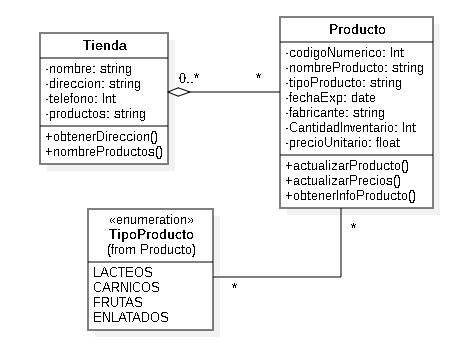 Tienda
-nombre: string
-direccion: string
-telefono: Int
-productos: string
+obtenerDireccion()
+nombreProductos()
0..*
*
Producto
-codigoNumerico: Int
-nombreProducto: string
-tipoProducto: string
-fechaExp: date
-fabricante: string
-CantidadInventario: Int
-precioUnitario: float
+actualizarProducto()
+actualizarPrecios()
+obtenerInfoProducto()
*
*
«enumeration»
TipoProducto
(from Producto)
LACTEOS
CARNICOS
FRUTAS
ENLATADOS